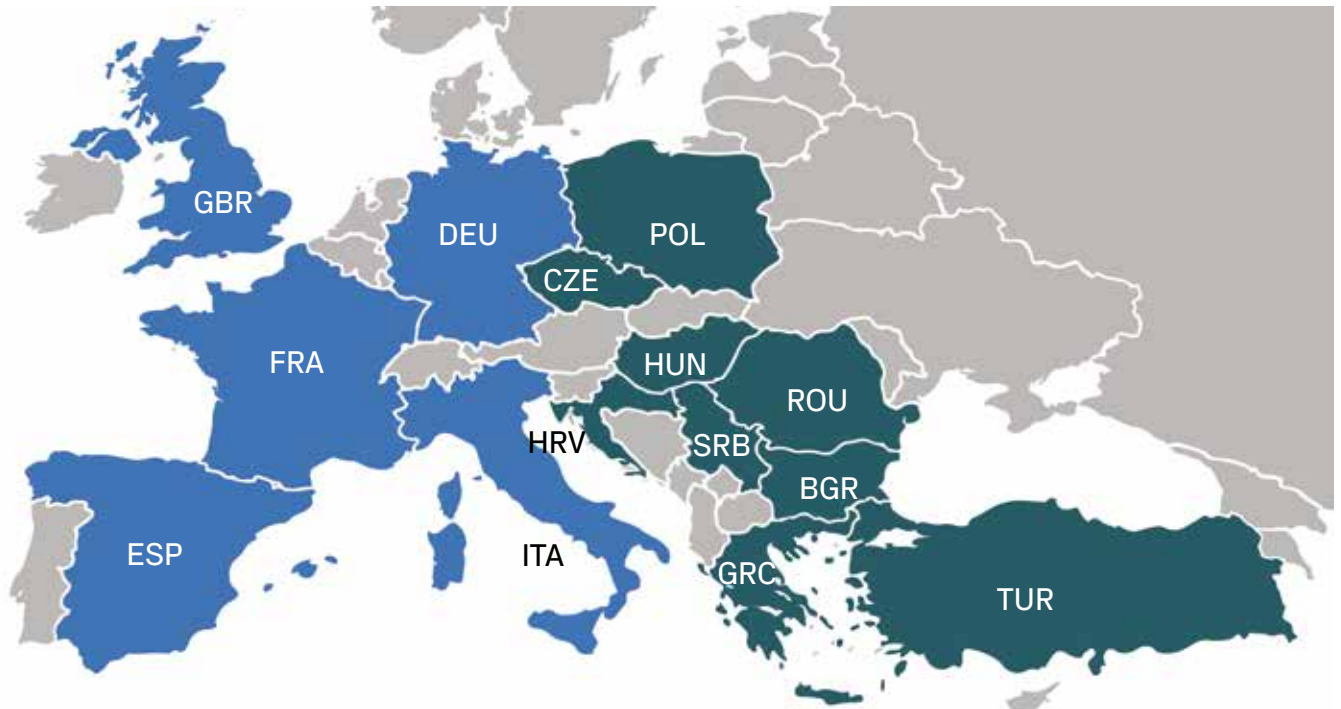 GBR
DEU
POL
CZE
FRA
HUN
ROU
HRV
SRB
BGR
ESP
ITA
GRC
TUR